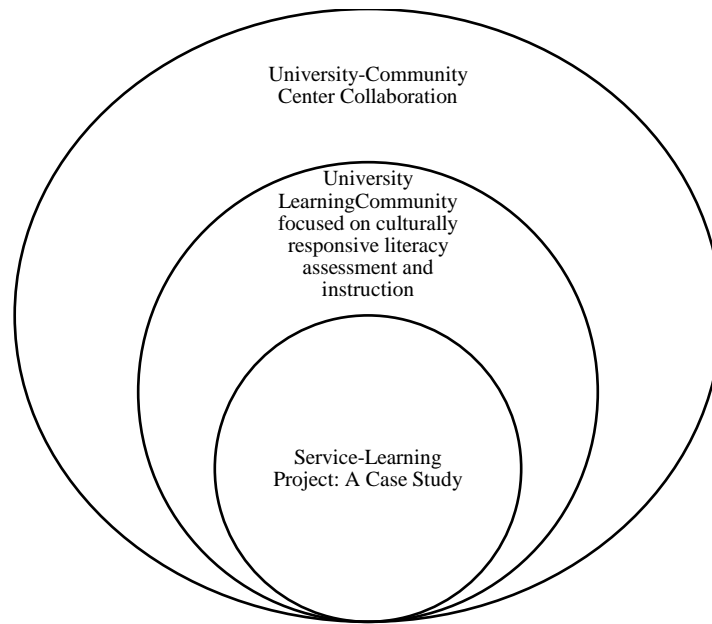 University-Community
Center Collaboration
University
LearningCommunity
focused on culturally
responsive literacy
assessment and
instruction
Service-Learning
Project: A Case Study